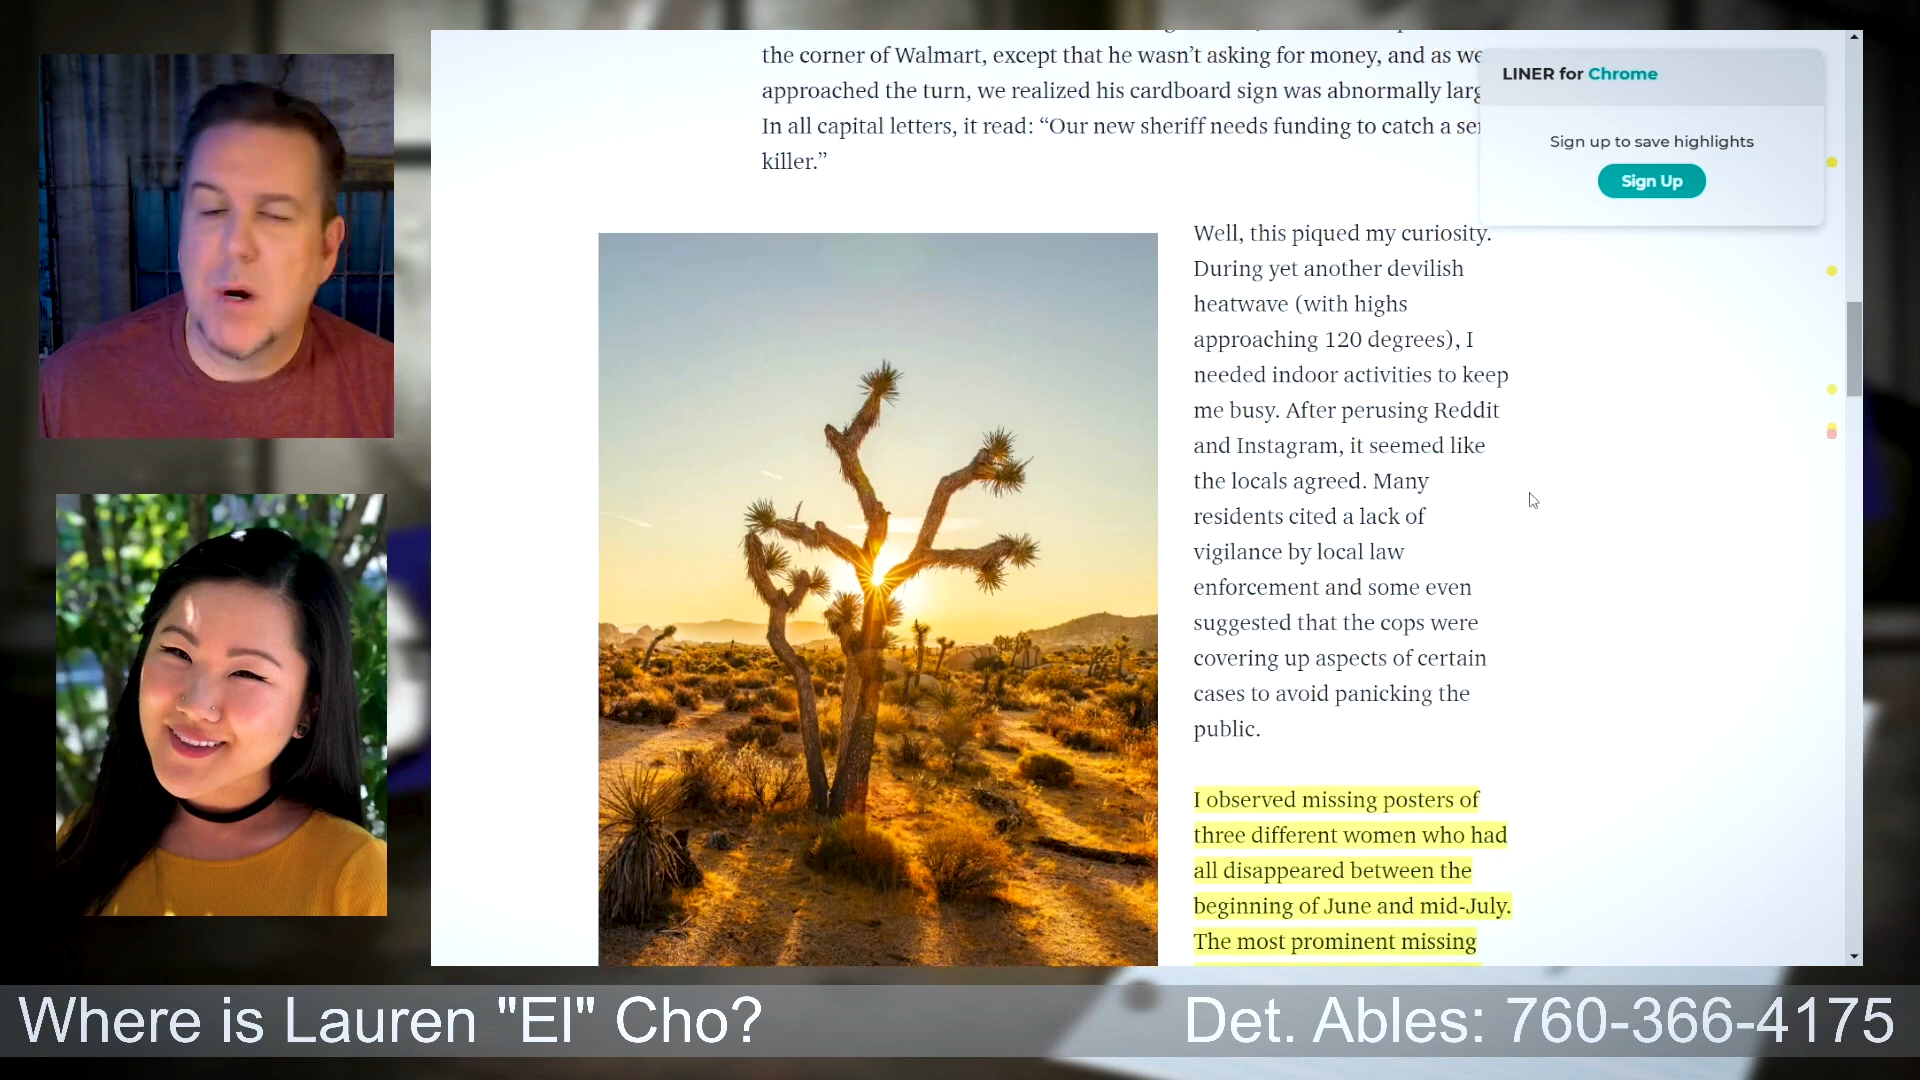 the corner of Walmart, except that he wasn’t asking for money, and as we
approached the turn, we realized his cardboard sign was abnormally larg
In all capital letters, it read: “Our new sheriff needs funding to catch a
killer.”
LINER for Chrome
Sign up to save highlights
Sign Up
Well, this piqued my curiosity.
During yet another devilish
heatwave (with highs
approaching 120 degrees), I
needed indoor activities to keep
me busy. After perusing Reddit
and Instagram, it seemed like
the locals agreed. Many
residents cited a lack of
vigilance by local law
enforcement and some even
suggested that the cops were
covering up aspects of certain
cases to avoid panicking the
public.
I observed missing posters of
three different women who had
all disappeared between the
beginning of June and mid-July.
The most prominent missing
Where is Lauren "El" Cho?
Det. Ables: 760-366-4175